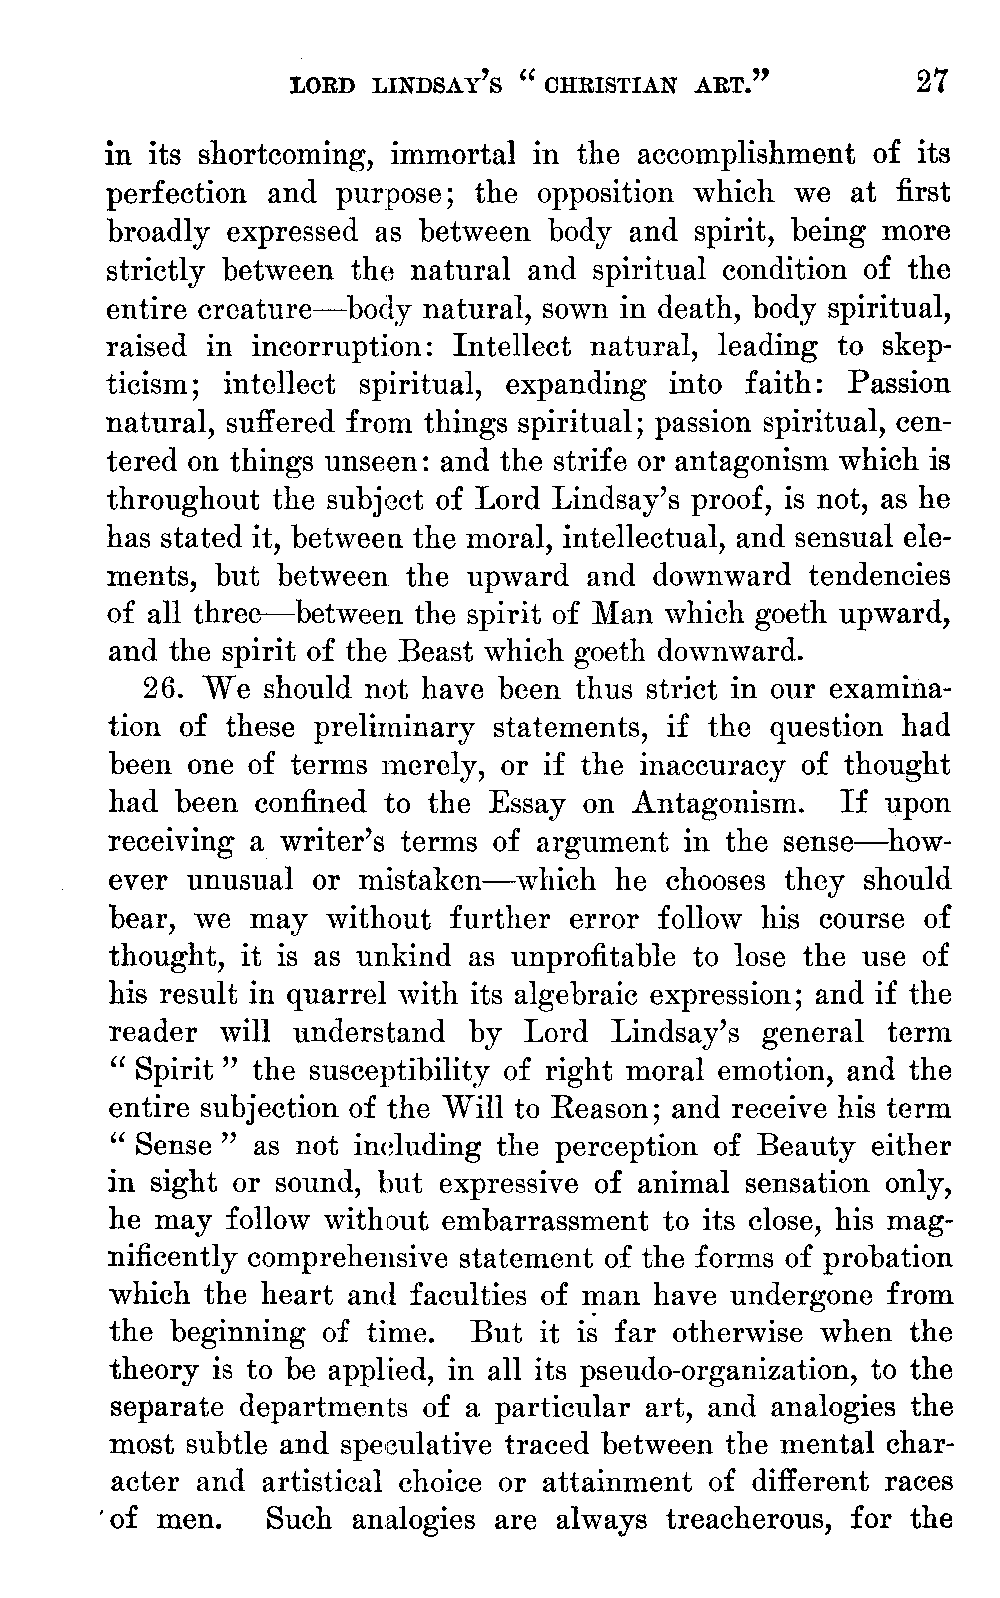 LORD LINDSAY'S "CHRISTIAN ART." 27
in its shortcoming, immortal in the accomplishment of its
perfection and purpose; the opposition which we at first
broadly expressed as between body and spirit, being more
strictly between the natural and spiritual condition of the
entire creature—body natural, sown in death, body spiritual,
raised in incorruption: Intellect natural, leading to skep-
ticism; intellect spiritual, expanding into faith: Passion
natural, suffered from things spiritual; passion spiritual, cen-
tered on things unseen: and the strife or antagonism which is
throughout the subject of Lord Lindsay's proof, is not, as he
has stated it, between the moral, intellectual, and sensual ele-
ments, but between the upward and downward tendencies
of all three—between the spirit of Man which goeth upward,
and the spirit of the Beast which goeth downward.
26. We should not have been thus strict in our examina-
tion of these preliminary statements, if the question had
been one of terms merely, or if the inaccuracy of thought
had been confined to the Essay on Antagonism. If upon
receiving a writer's terms of argument in the sense—how-
ever unusual or mistaken—which he chooses they should
bear, we may without further error follow his course of
thought, it is as unkind as unprofitable to lose the use of
his result in quarrel with its algebraic expression; and if the
reader will understand by Lord Lindsay's general term
"Spirit" the susceptibility of right moral emotion, and the
entire subjection of the Will to Reason; and receive his term
"Sense" as not including the perception of Beauty either
in sight or sound, but expressive of animal sensation only,
he may follow without embarrassment to its close, his mag-
nificently comprehensive statement of the forms of probation
which the heart and faculties of man have undergone from
the beginning of time. But it is far otherwise when the
theory is to be applied, in all its pseudo-organization, to the
separate departments of a particular art, and analogies the
most subtle and speculative traced between the mental char-
acter and artistical choice or attainment of different races
of men. Such analogies are always treacherous, for the